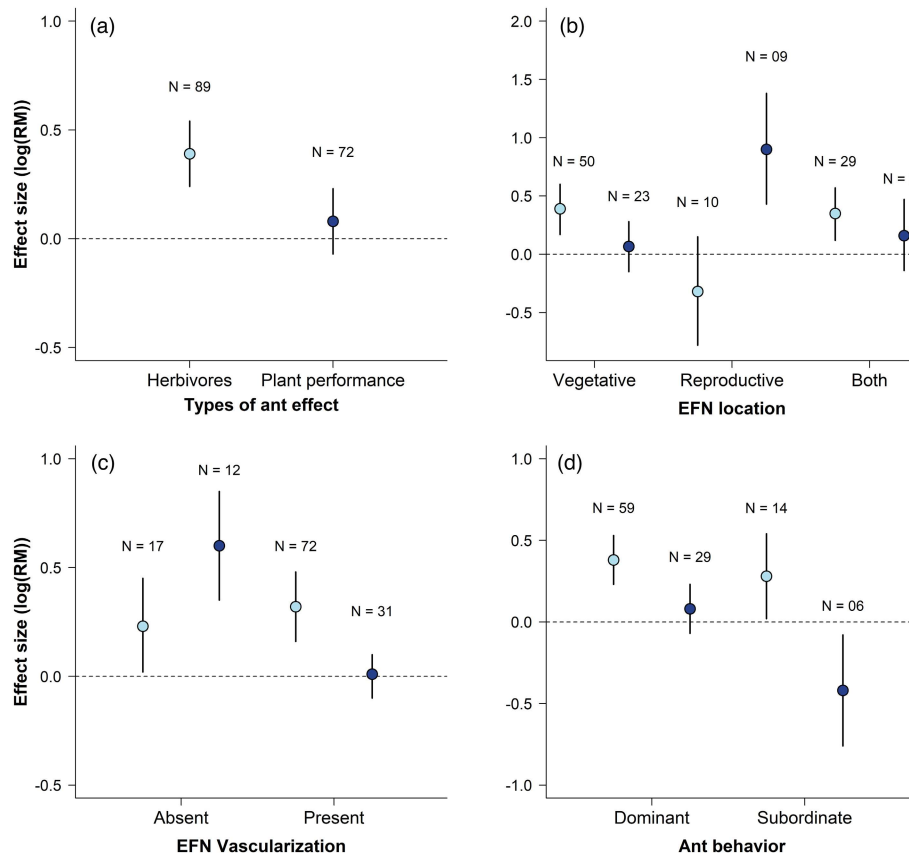 (a)
1.0
0.5
0.0
-0.5
Effect size (log(RM))
N = 89
N = 72
Herbivores Plant performance
Types of ant effect
(b)
2.0
1.5
1.0
0.5
0.0
-0.5
N = 50
N = 23
N = 10
N = 09
N = 29
N =
Vegetative Reproductive Both
EFN location
(c)
1.0
0.5
0.0
-0.5
Effect size (log(RM))
N = 17
N = 12
N = 72
N = 31
Absent Present
EFN Vascularization
(d)
1.0
0.5
0.0
-0.5
-1.0
N = 59
N = 29
N = 14
N = 06
Dominant Subordinate
Ant behavior